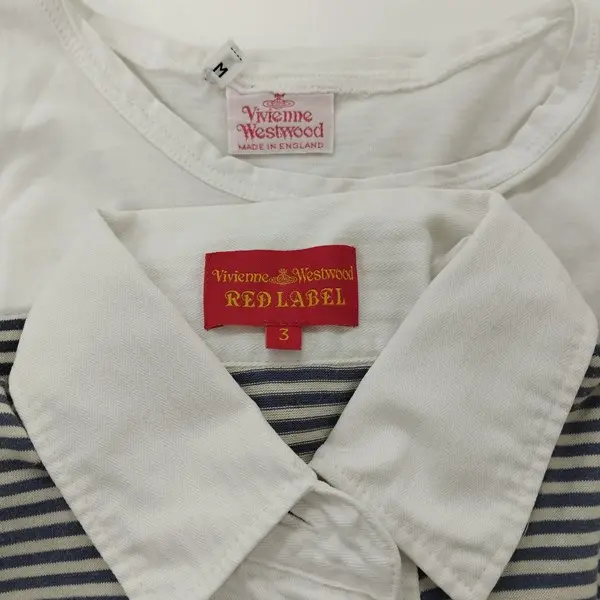 M
Vivienne
Westwood
MADE IN ENGLAND
Vivienne Westwood
RED LABEL
3